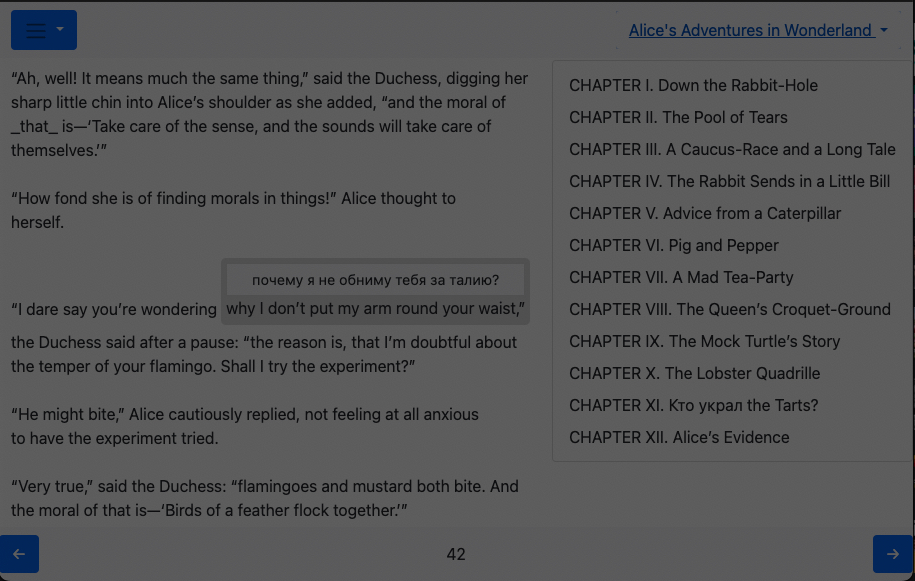 Alice's Adventures in Wonderland
“Ah, well! It means much the same thing,” said the Duchess, digging her
sharp little chin into Alice’s shoulder as she added, “and the moral of
_that_ is—‘Take care of the sense, and the sounds will take care of
themselves.’”
“How fond she is of finding morals in things!” Alice thought to
herself.
почему я не обниму тебя за талию?
“I dare say you’re wondering why I don’t put my arm round your waist,”
the Duchess said after a pause: “the reason is, that I’m doubtful about
the temper of your flamingo. Shall I try the experiment?”
“He might bite,” Alice cautiously replied, not feeling at all anxious
to have the experiment tried.
“Very true,” said the Duchess: “flamingoes and mustard both bite. And
the moral of that is—‘Birds of a feather flock together.’”
CHAPTER I. Down the Rabbit-Hole
CHAPTER II. The Pool of Tears
CHAPTER III. A Caucus-Race and a Long Tale
CHAPTER IV. The Rabbit Sends in a Little Bill
CHAPTER V. Advice from a Caterpillar
CHAPTER VI. Pig and Pepper
CHAPTER VII. A Mad Tea-Party
CHAPTER VIII. The Queen’s Croquet-Ground
CHAPTER IX. The Mock Turtle’s Story
CHAPTER X. The Lobster Quadrille
CHAPTER XI. Кто украл the Tarts?
CHAPTER XII. Alice’s Evidence
42